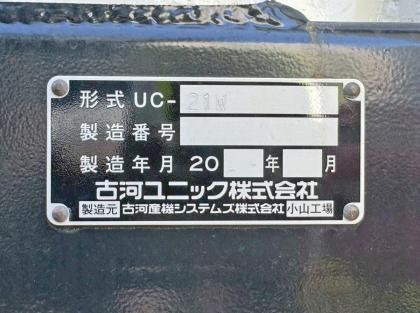 形式 UC-21W
製造番号
製造年月 20 年 月
古河ユニック株式会社
製造元 古河産機システムズ株式会社 小山工場